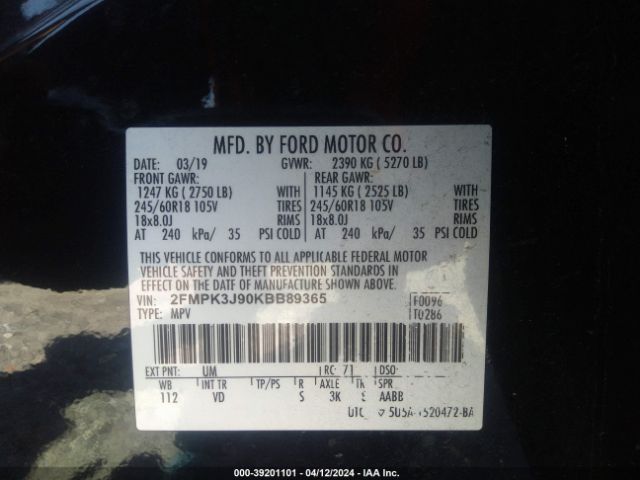 MFD. BY FORD MOTOR CO.
DATE: 03/19 GVWR: 2390 KG ( 5270 LB)
FRONT GAWR: REAR GAWR:
1247 KG ( 2750 LB) WITH 1145 KG ( 2525 LB) WITH
245/60R18 105V TIRES 245/60R18 105V TIRES
18x8.0J RIMS 18x8.0J RIMS
AT 240 kPa/ 35 PSI COLD AT 240 kPa/ 35 PSI COLD
THIS VEHICLE CONFORMS TO ALL APPLICABLE FEDERAL MOTOR
VEHICLE SAFETY AND THEFT PREVENTION STANDARDS IN
EFFECT ON THE DATE OF MANUFACTURE SHOWN ABOVE.
VIN: 2FMPK3J90KBB89365 F0096
TYPE: MPV T0286
EXT PNT: UM RC: 71 DSO:
WB INT TR TP/PS R AXLE TR SPR
112 VD S 3K S AABB
000-39201101 - 04/12/2024 - IAA Inc.